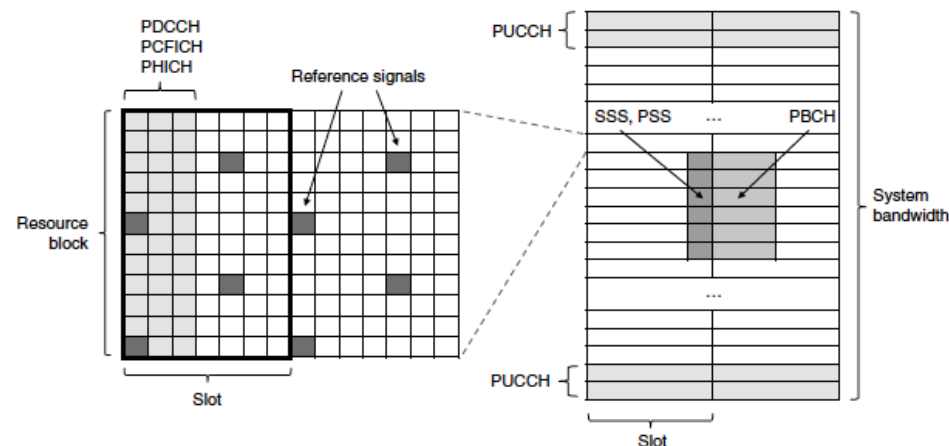 PDCCH
PCFICH
PHICH
Reference signals
Resource
block
Slot
PUCCH
...
SSS, PSS
PBCH
System
bandwidth
...
PUCCH
Slot